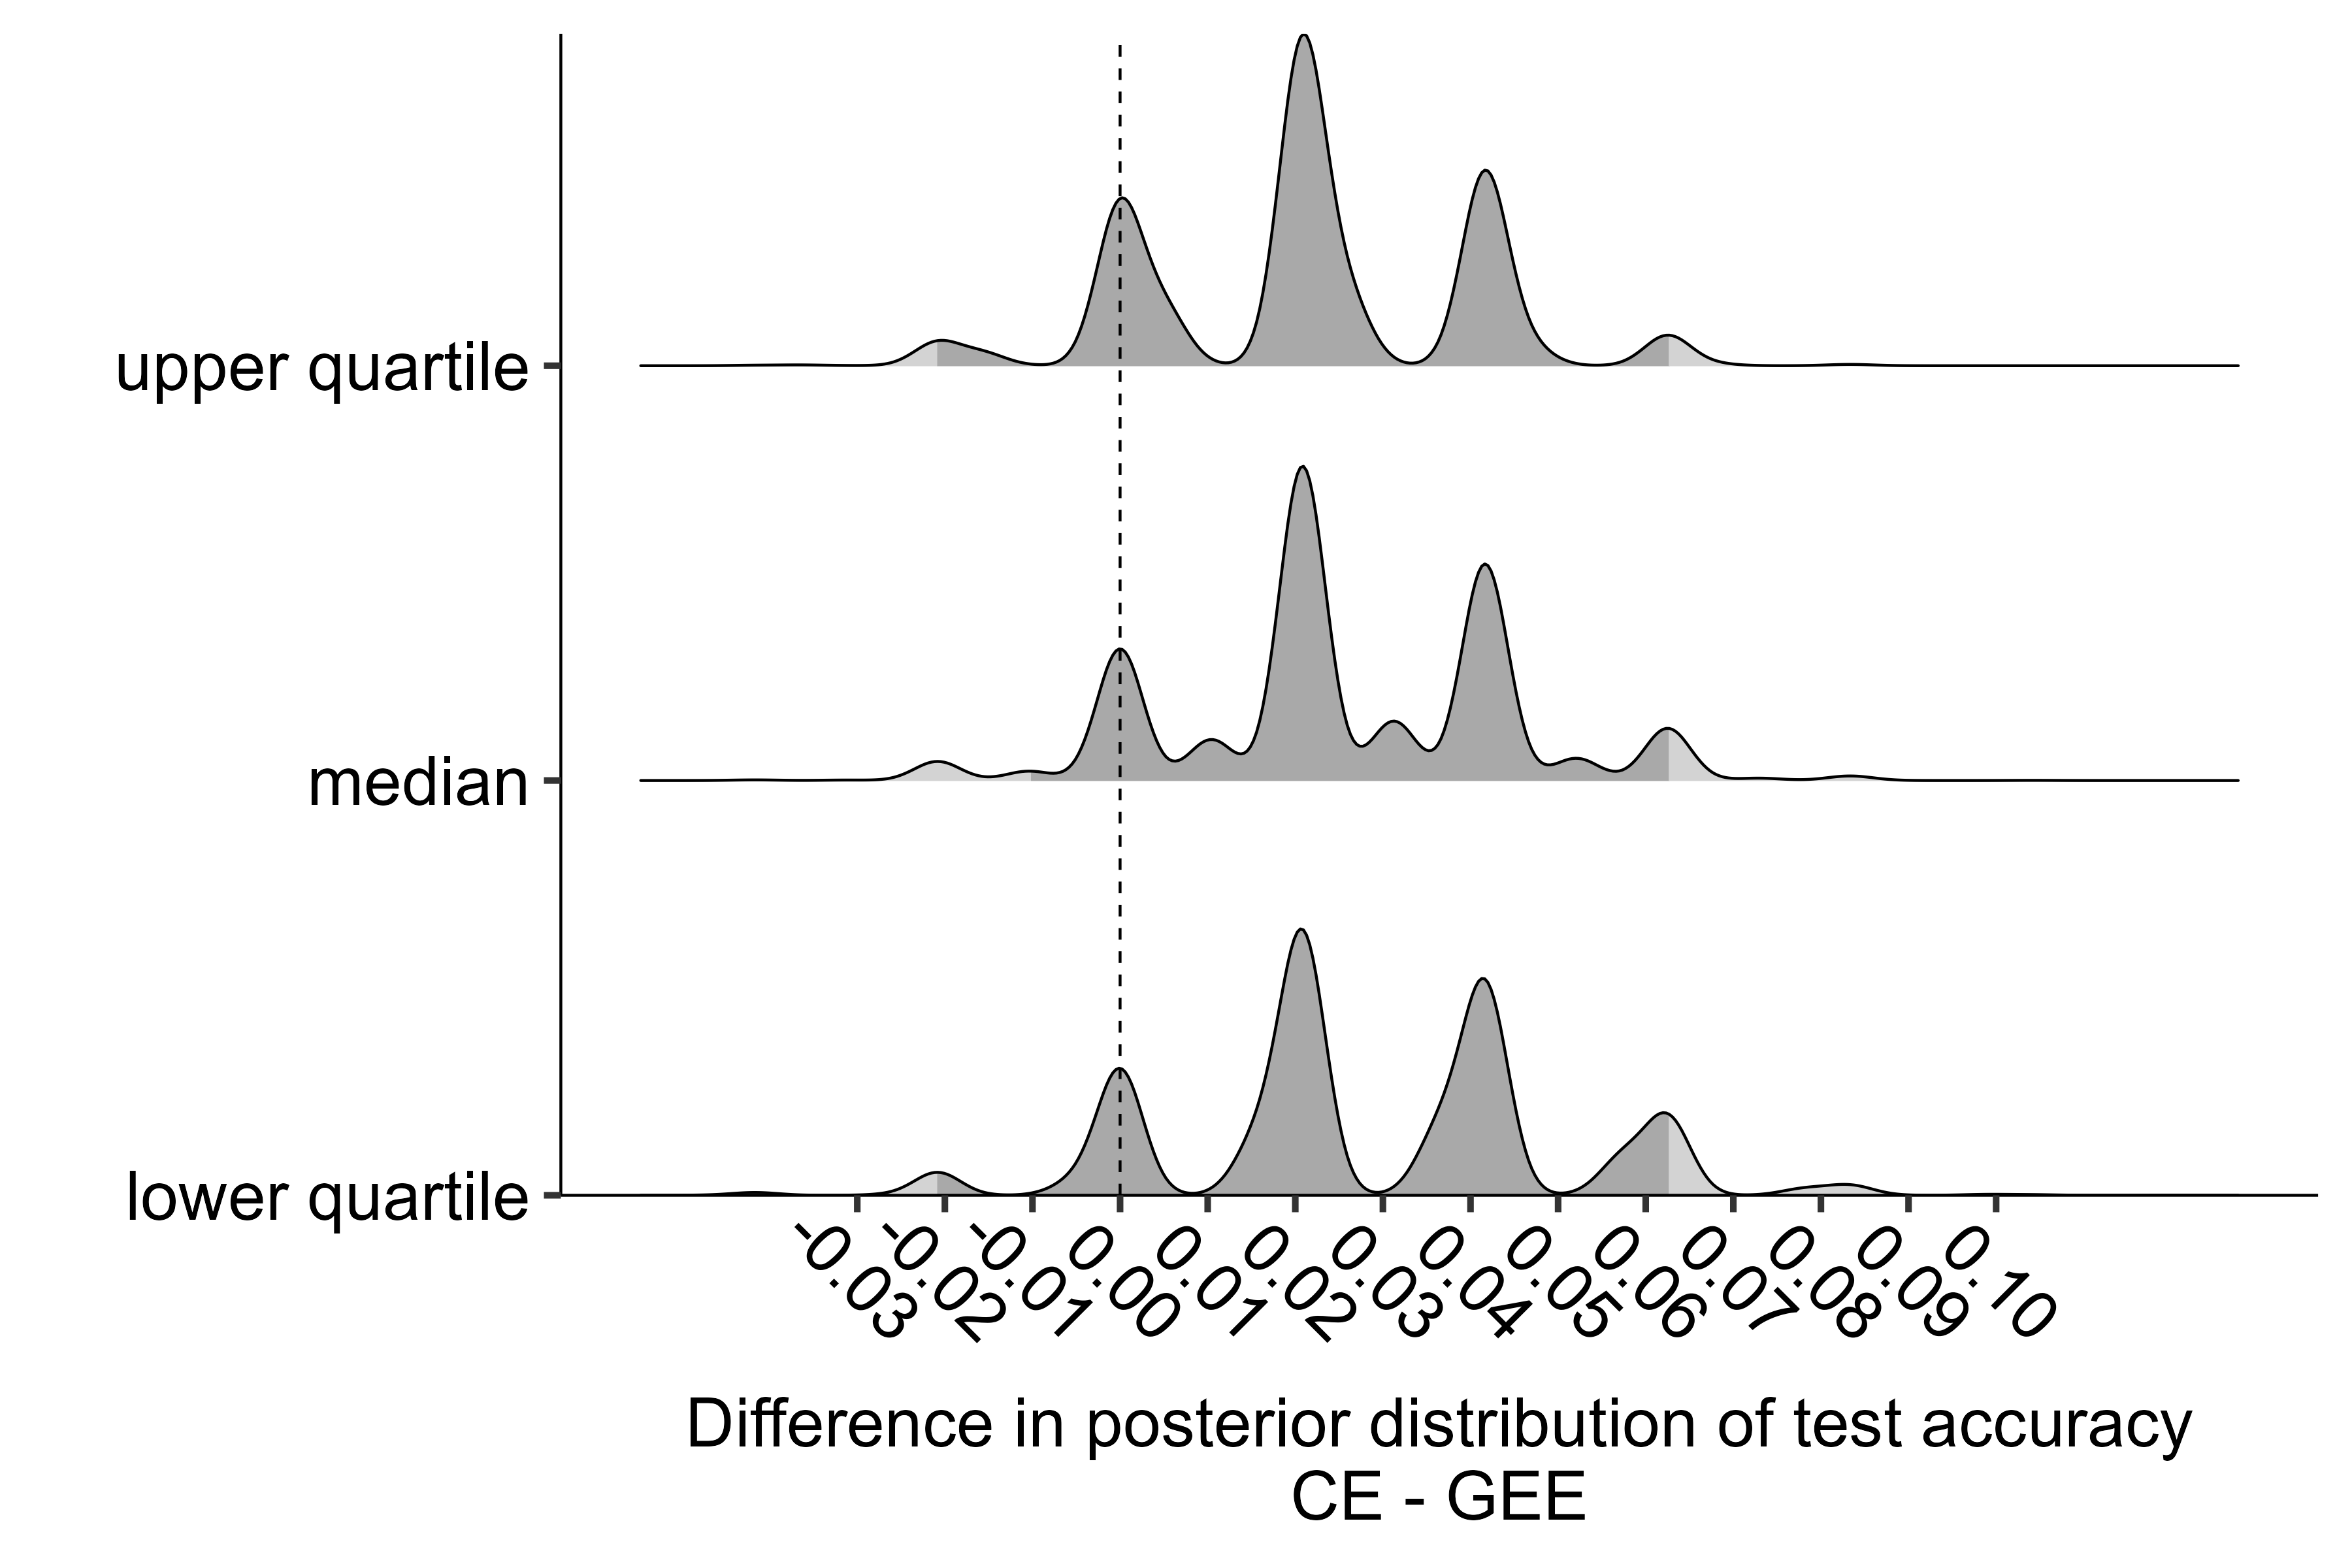 upper quartile
median
lower quartile
-0.03
-0.02
-0.01
0.00
0.01
0.02
0.03
0.04
0.05
0.06
0.07
0.08
0.09
0.10
Difference in posterior distribution of test accuracy
CE - GEE